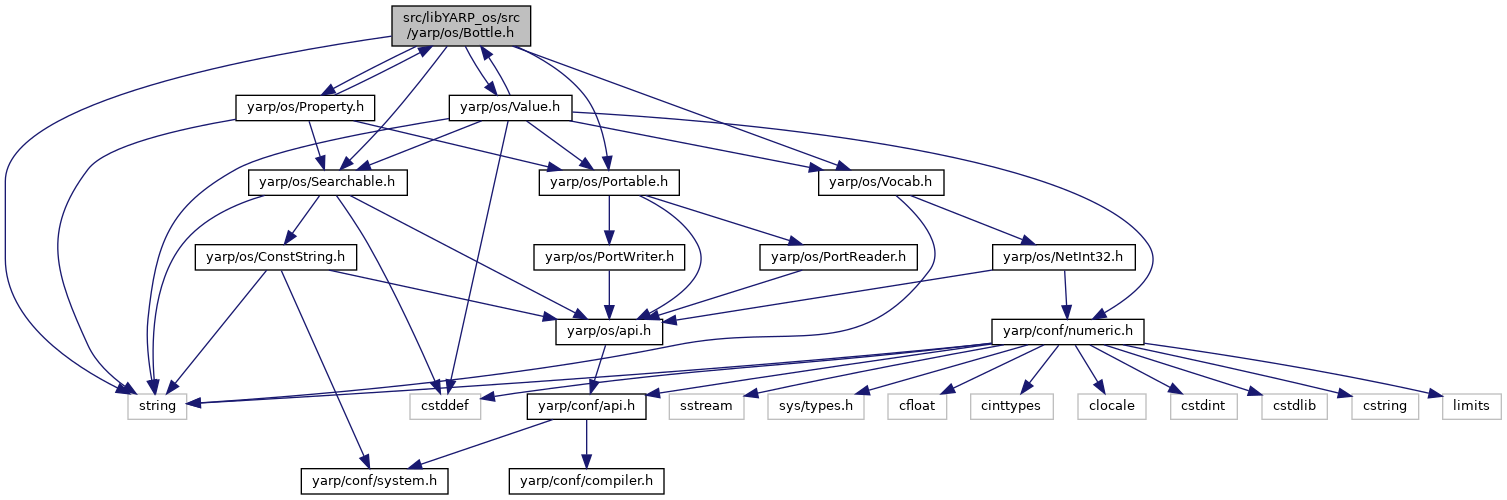 src/libYARP_os/src
/yarp/os/Bottle.h
yarp/os/Property.h
yarp/os/Value.h
yarp/os/Searchable.h
yarp/os/Portable.h
yarp/os/Vocab.h
yarp/os/ConstString.h
yarp/os/PortWriter.h
yarp/os/PortReader.h
yarp/os/NetInt32.h
yarp/os/api.h
yarp/conf/numeric.h
string
cstddef
yarp/conf/api.h
sstream
sys/types.h
cfloat
cinttypes
clocale
cstdint
cstdlib
cstring
limits
yarp/conf/system.h
yarp/conf/compiler.h